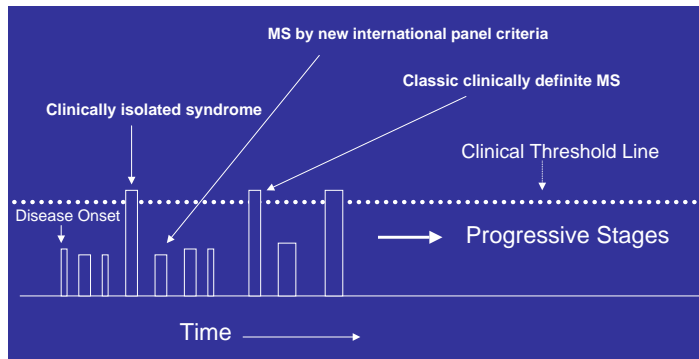 MS by new international panel criteria
Classic clinically definite MS
Clinically isolated syndrome
Clinical Threshold Line
Disease Onset
Progressive Stages
Time